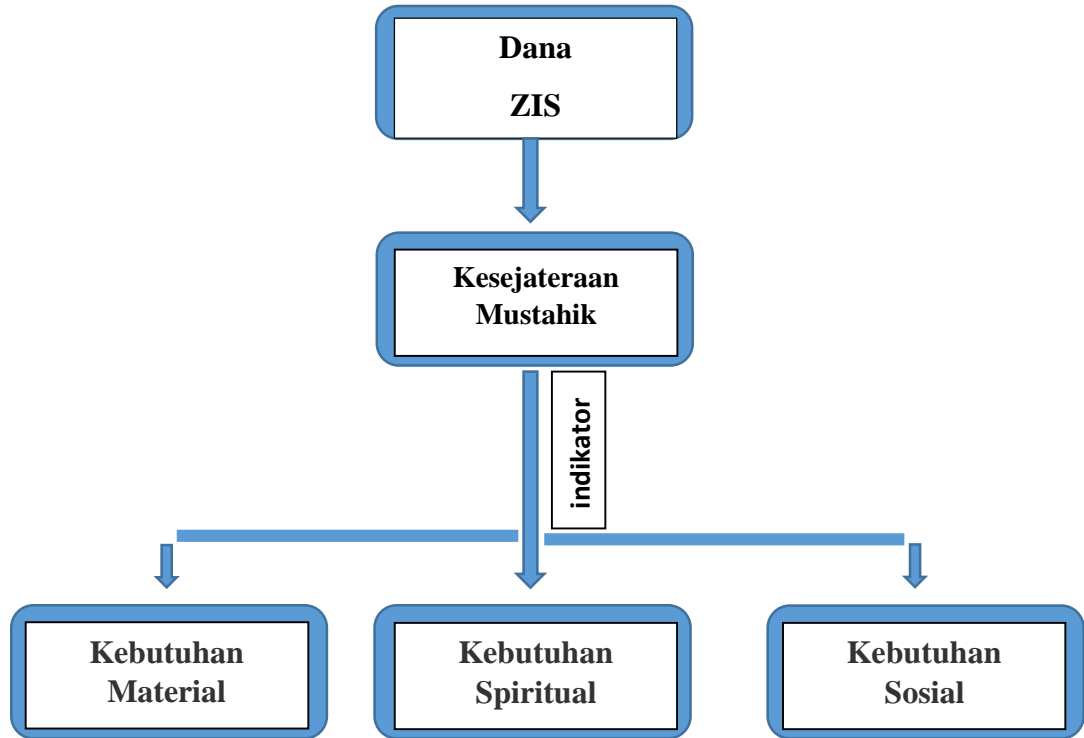 Dana
ZIS
Kesejateraan
Mustahik
indikator
Kebutuhan
Material
Kebutuhan
Spiritual
Kebutuhan
Sosial